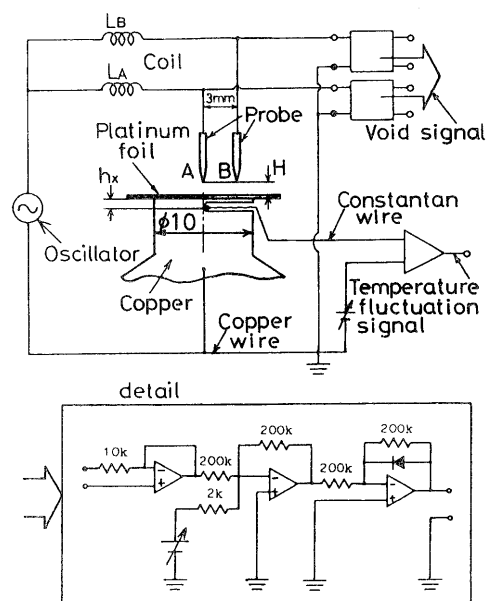 LB
Coil
LA
3mm
Probe
Void signal
Platinum
foil
A
B
H
hx
ϕ10
Constantan
wire
Oscillator
Copper
Temperature
fluctuation
signal
Copper
wire
detail
10k
200k
2k
200k
200k
200k